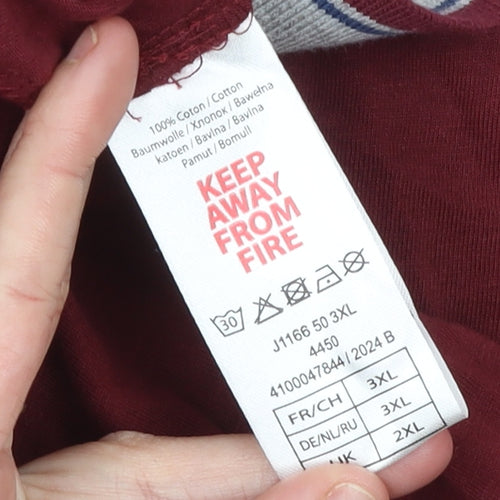 100% Coton / Cotton
Baumwolle / Хлопок / Bawełna
katoen / Bavlna / Bavlna
Pamut / Bomull
KEEP
AWAY
FROM
FIRE
30
J1166 50 3XL
4450
4100047844 / 2024 B
FR/CH 3XL
DE/NL/RU 3XL
UK 2XL